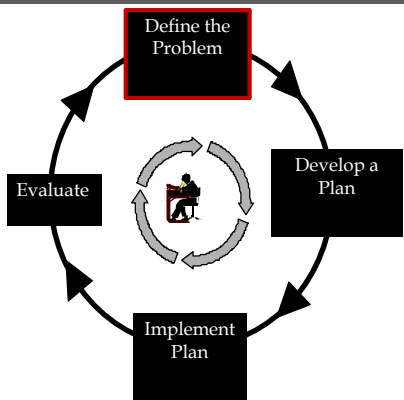 Define the
Problem
Develop a
Plan
Implement
Plan
Evaluate